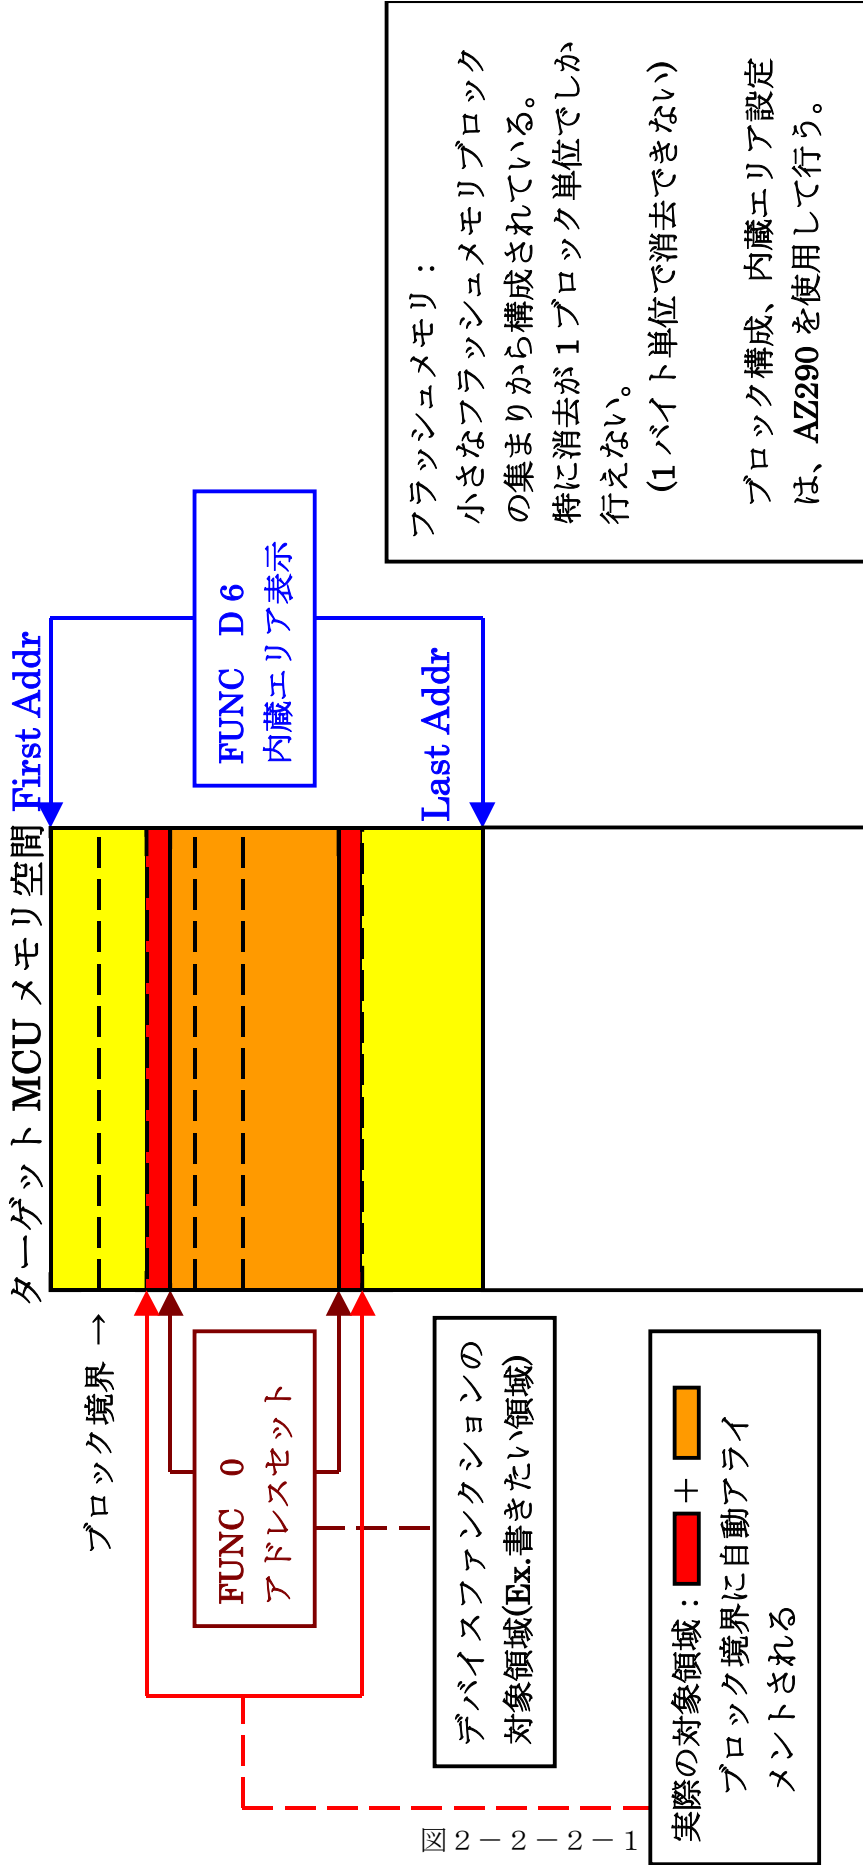 ターゲットMCUメモリ空間
First Addr
Last Addr
ブロック境界 →
FUNC 0
アドレスセット
FUNC D6
内蔵エリア表示
デバイスファンクションの
対象領域(Ex.書きたい領域)
実際の対象領域：＋
ブロック境界に自動アライ
メントされる
フラッシュメモリ：
小さなフラッシュメモリブロック
の集まりから構成されている。
特に消去が1ブロック単位でしか
行えない。
(1バイト単位で消去できない)
ブロック構成、内蔵エリア設定
は、AZ290を使用して行う。
図２－２－２－１